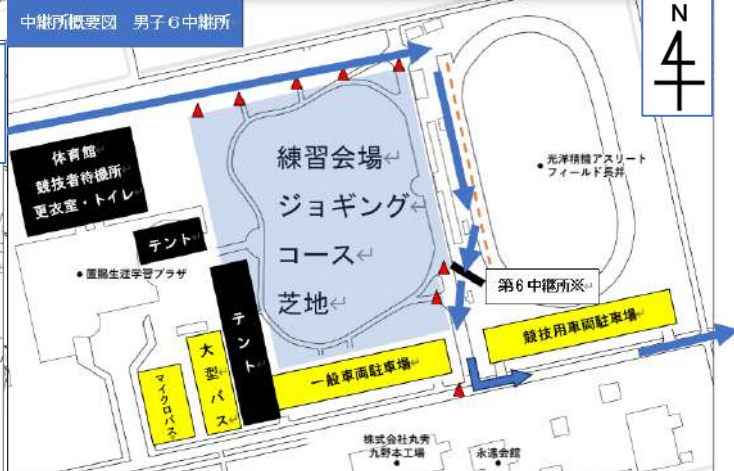 中継所概要図　男子６中継所
N
体育館
競技者待機所
更衣室・トイレ
練習会場
ジョギング
コース
芝地
光洋精機アスリート
フィールド長井
テント
置賜生涯学習プラザ
第６中継所※
テント
大型バス
マイクロバス
一般車両駐車場
競技用車両駐車場
株式会社丸秀
九野本工場
永遠会館